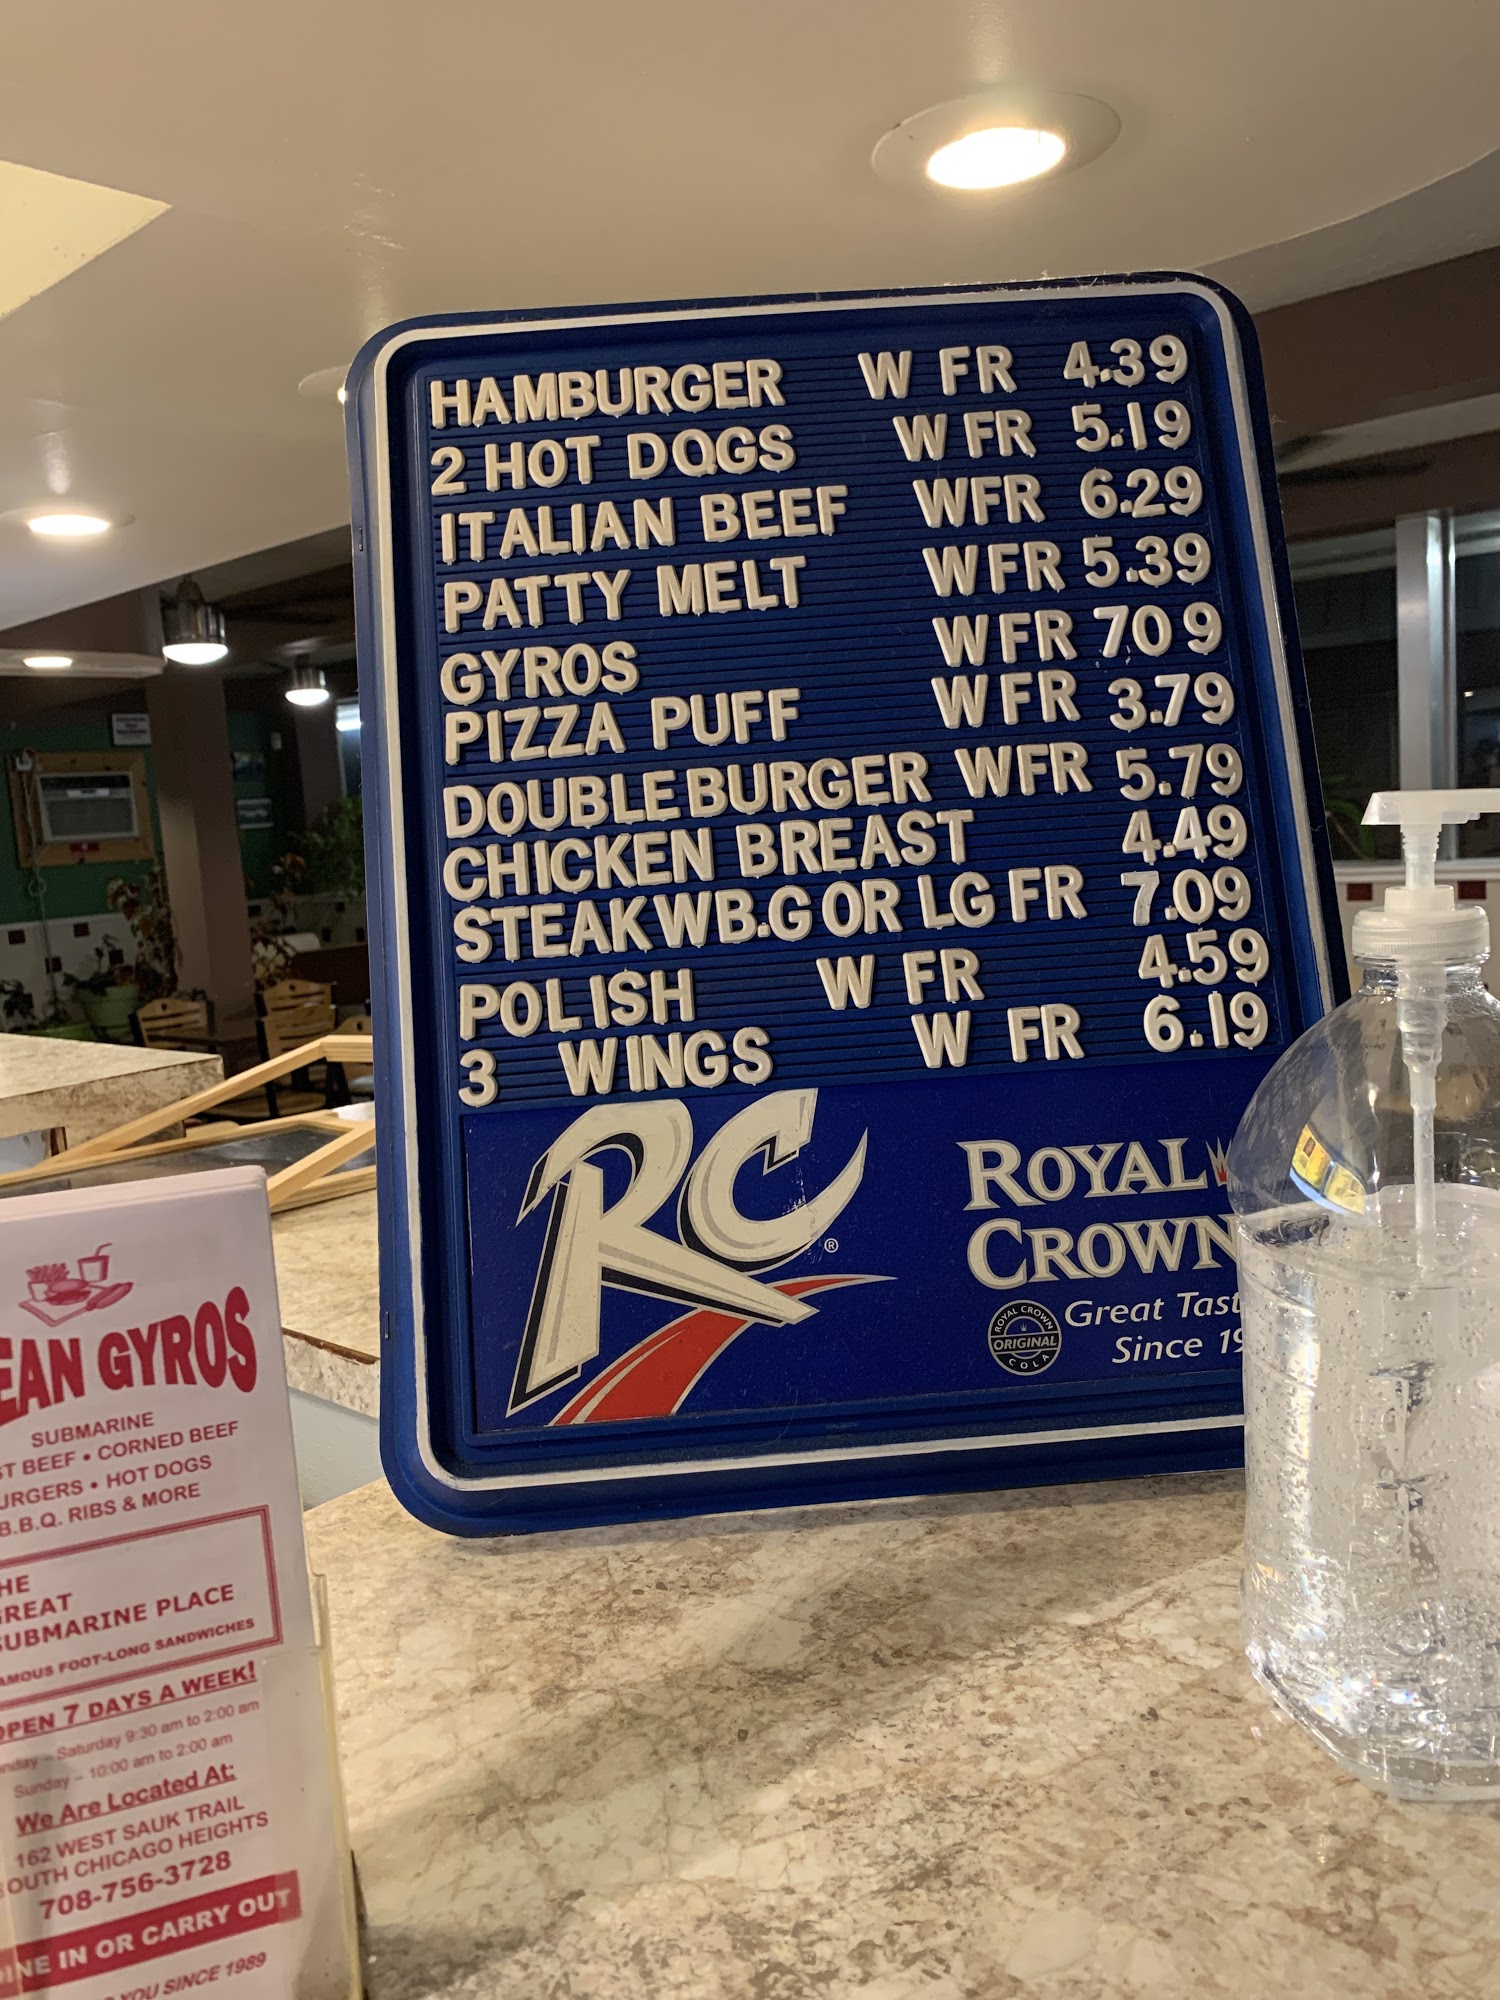 HAMBURGER W FR 4.39
2 HOT DOGS W FR 5.19
ITALIAN BEEF WFR 6.29
PATTY MELT WFR 5.39
GYROS WFR 70 9
PIZZA PUFF WFR 3.79
DOUBLE BURGER WFR 5.79
CHICKEN BREAST 4.49
STEAK W B.G OR LG FR 7.09
POLISH W FR 4.59
3 WINGS W FR 6.19
RC®
ROYAL
CROWN
ROYAL CROWN
ORIGINAL
COLA
Great Tast
Since 19
EAN GYROS
SUBMARINE
ST BEEF • CORNED BEEF
URGERS • HOT DOGS
B.B.Q. RIBS & MORE
HE
GREAT
SUBMARINE PLACE
AMOUS FOOT-LONG SANDWICHES
OPEN 7 DAYS A WEEK!
nday – Saturday 9:30 am to 2:00 am
Sunday – 10:00 am to 2:00 am
We Are Located At:
162 WEST SAUK TRAIL
SOUTH CHICAGO HEIGHTS
708-756-3728
DINE IN OR CARRY OUT
YOU SINCE 1989